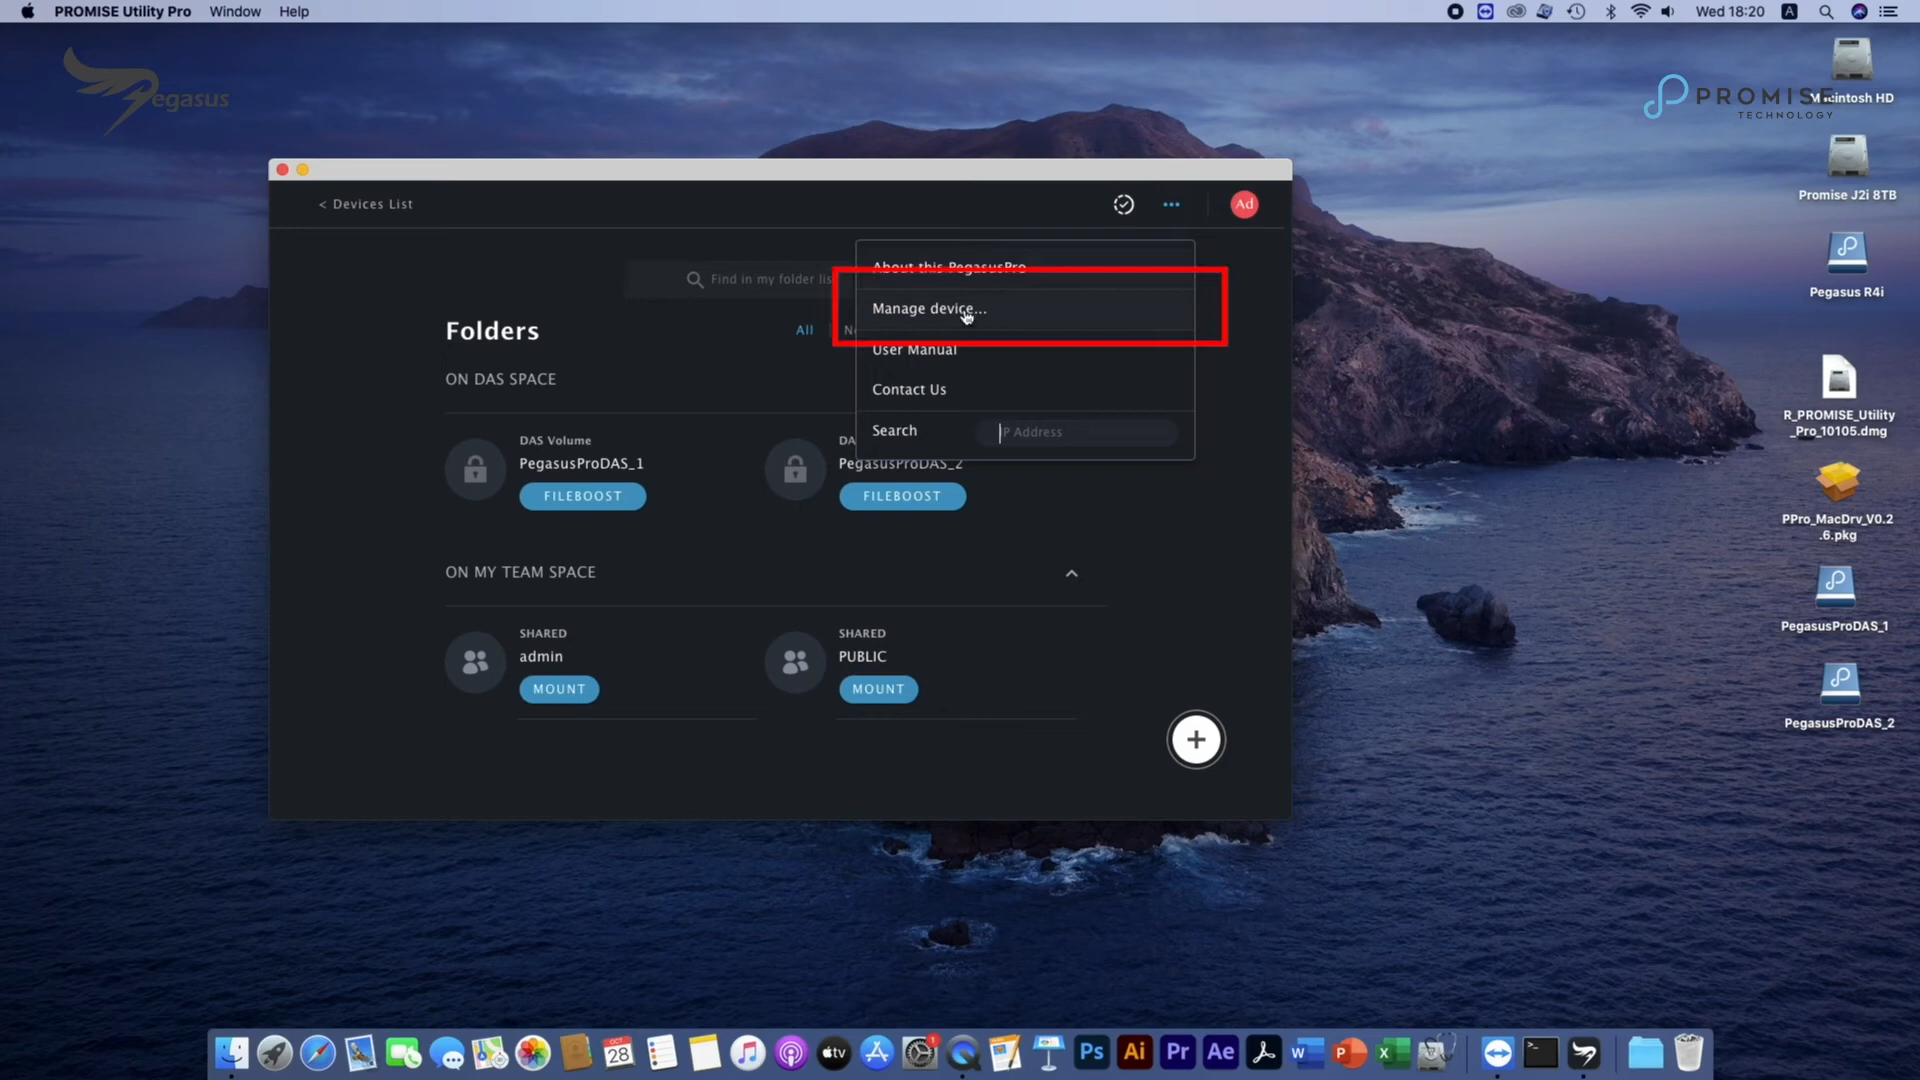 PROMISE Utility Pro Window Help
Wed 18:20
A
Pegasus
PROMISE
TECHNOLOGY
Macintosh HD
Promise J2i 8TB
Pegasus R4i
R_PROMISE_Utility
_Pro_10105.dmg
PPro_MacDrv_V0.2
.6.pkg
PegasusProDAS_1
PegasusProDAS_2
< Devices List
Ad
Find in my folder lis
About this PegasusPro
Manage device...
User Manual
Contact Us
Search
IP Address
Folders
All
ON DAS SPACE
DAS Volume
PegasusProDAS_1
FILEBOOST
DA
PegasusProDAS_2
FILEBOOST
ON MY TEAM SPACE
SHARED
admin
MOUNT
SHARED
PUBLIC
MOUNT
OCT
28
tv
1
Ps
Ai
Pr
Ae
W
P
X